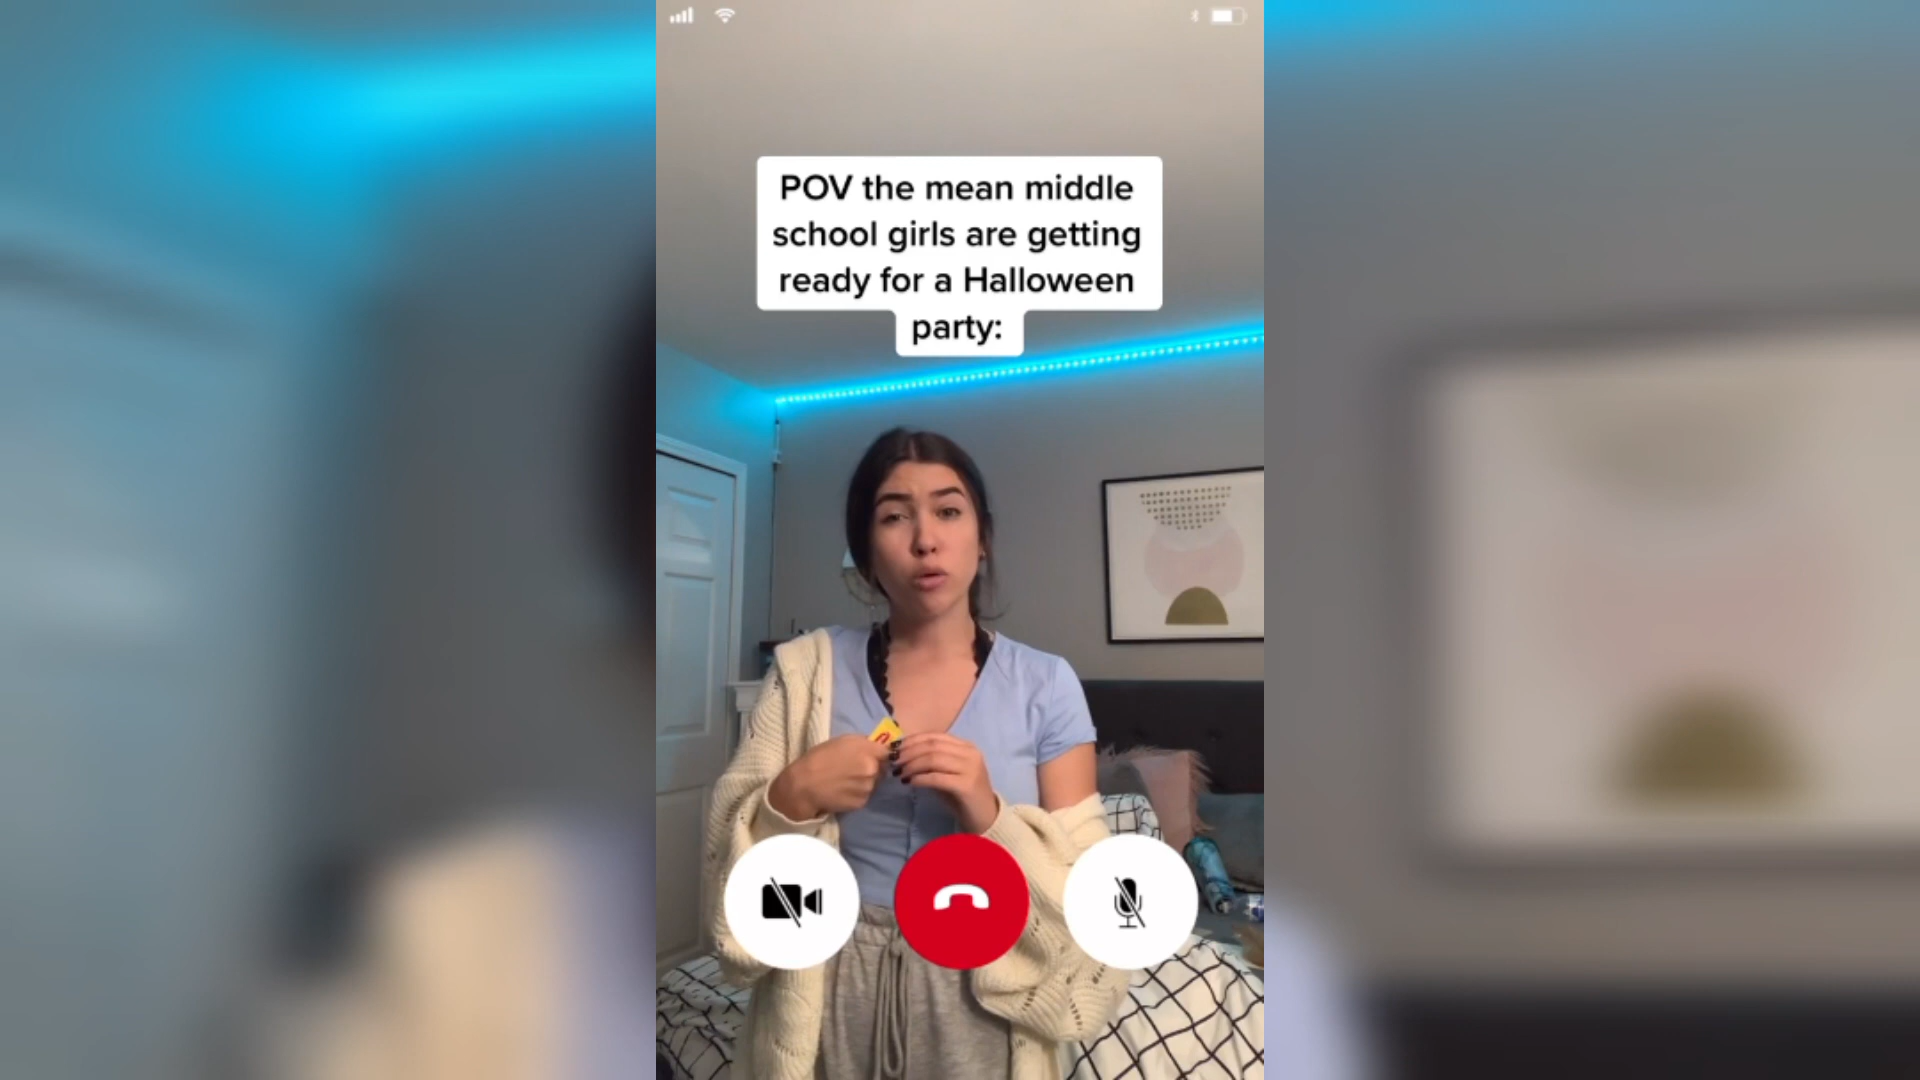 POV the mean middle
school girls are getting
ready for a Halloween
party: